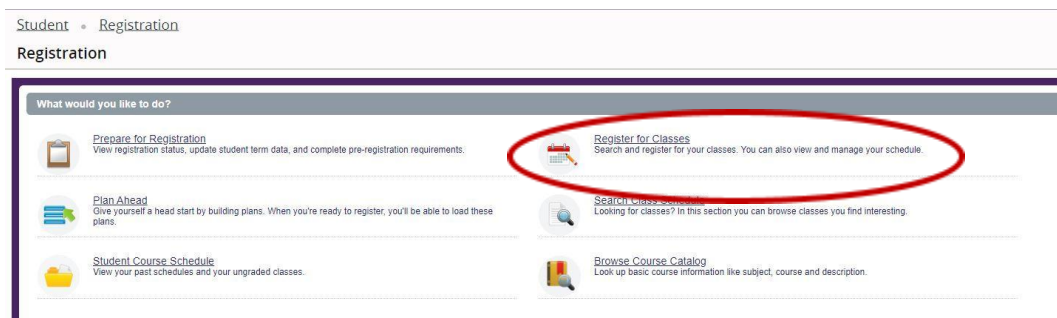 Student • Registration
Registration
What would you like to do?
Prepare for Registration
View registration status, update student term data, and complete pre-registration requirements.
Register for Classes
Search and register for your classes. You can also view and manage your schedule.
Plan Ahead
Give yourself a head start by building plans. When you're ready to register, you'll be able to load these
plans.
Search Class Schedule
Looking for classes? In this section you can browse classes you find interesting.
Student Course Schedule
View your past schedules and your ungraded classes.
Browse Course Catalog
Look up basic course information like subject, course and description.